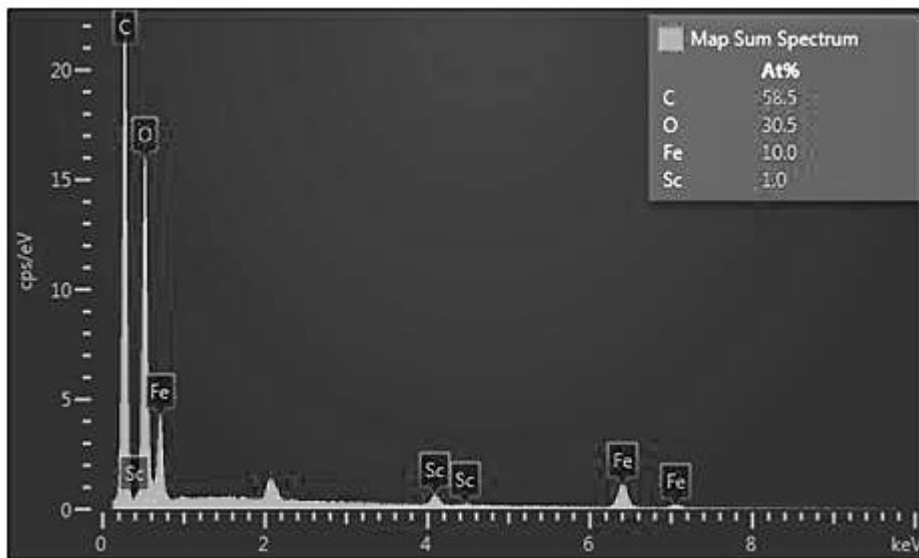 C
Map Sum Spectrum
At%
C 58.5
O 30.5
Fe 10.0
Sc 1.0
20
O
15
cps/eV
10
5
Fe
Sc
Sc
Sc
Fe
Fe
0
0 2 4 6 8 keV